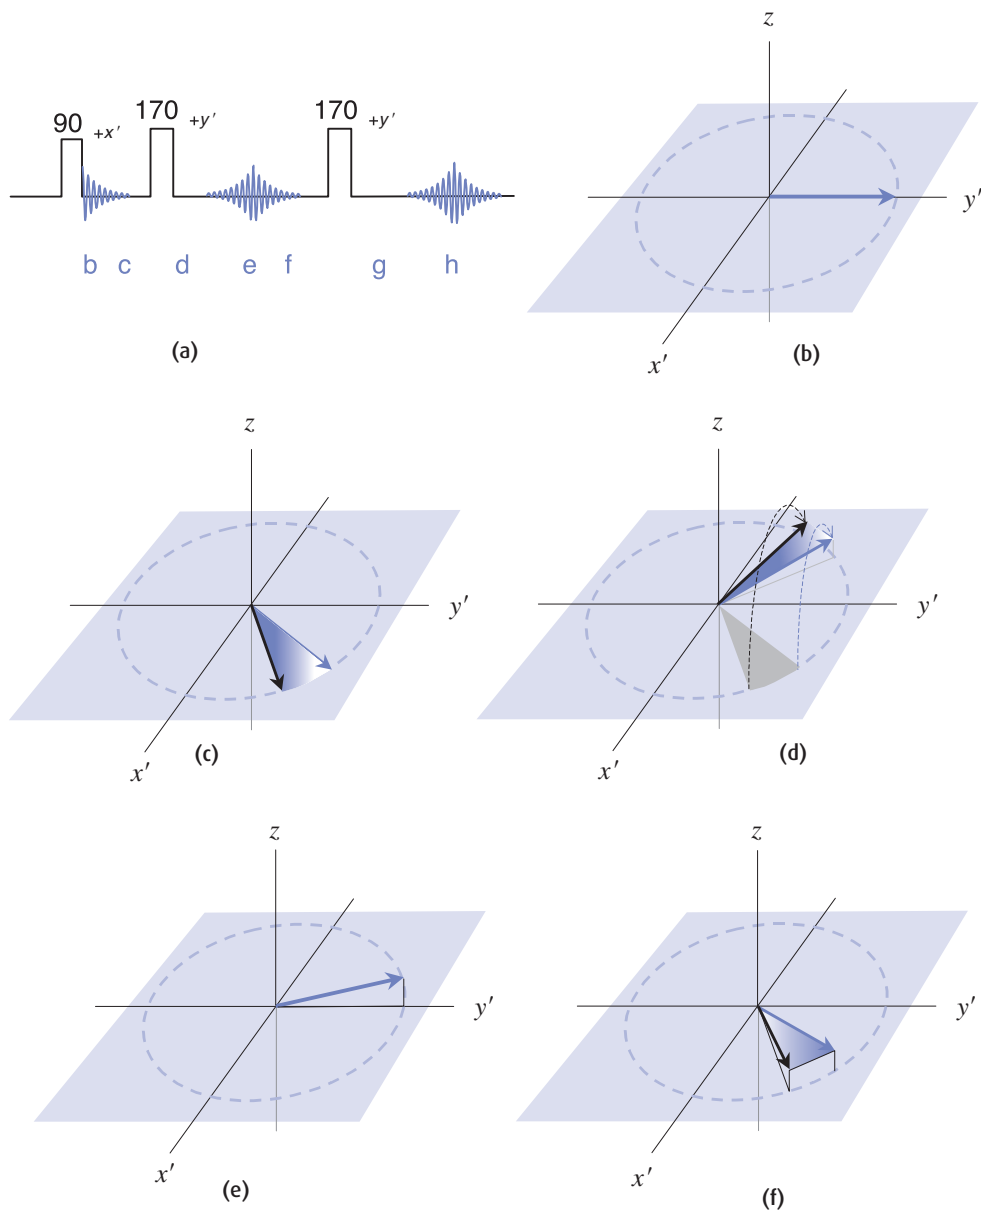 z
90 +x′ 170 +y′ 170 +y′
y′
b c d e f g h
(a)
x′
(b)
z
z
y′
y′
x′
(c)
x′
(d)
z
z
y′
y′
x′
(e)
x′
(f)